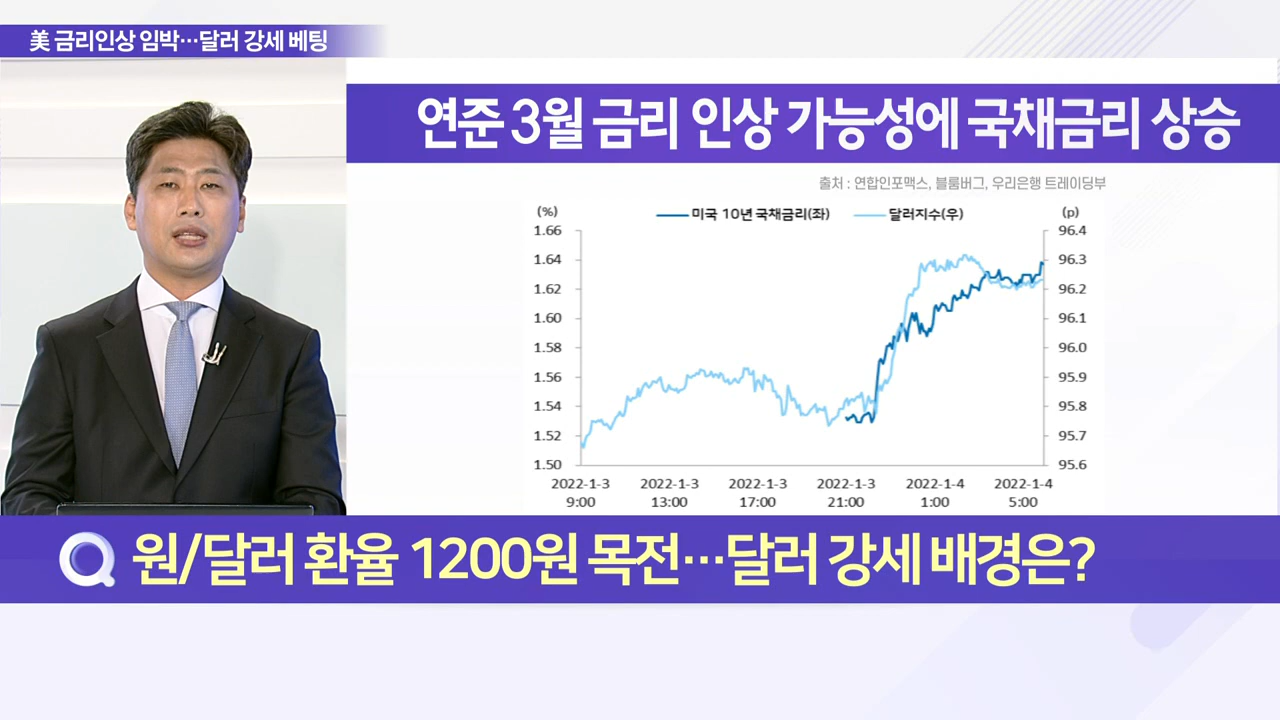 美 금리인상 임박…달러 강세 베팅
연준 3월 금리 인상 가능성에 국채금리 상승
출처 : 연합인포맥스, 블룸버그, 우리은행 트레이딩부
(%) 미국 10년 국채금리(좌) 달러지수(우) (p)
1.66 96.4
1.64 96.3
1.62 96.2
1.60 96.1
1.58 96.0
1.56 95.9
1.54 95.8
1.52 95.7
1.50 95.6
2022-1-3 2022-1-3 2022-1-3 2022-1-3 2022-1-4 2022-1-4
9:00 13:00 17:00 21:00 1:00 5:00
원/달러 환율 1200원 목전…달러 강세 배경은?